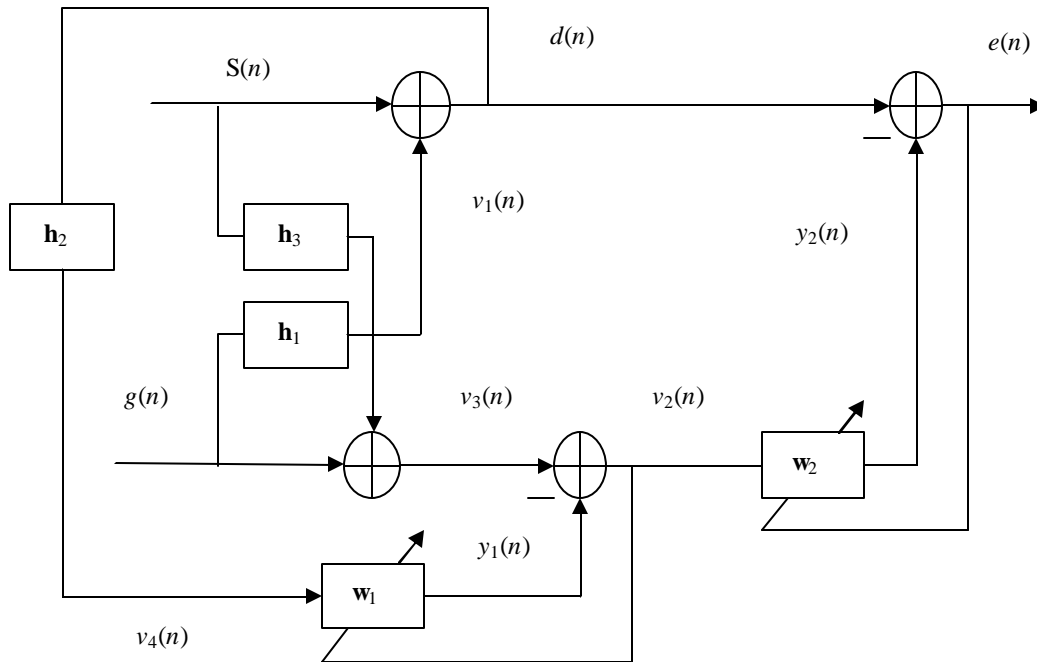 d(n)
e(n)
S(n)
v₁(n)
h₂
h₃
y₂(n)
h₁
g(n)
v₃(n)
v₂(n)
w₂
y₁(n)
w₁
v₄(n)